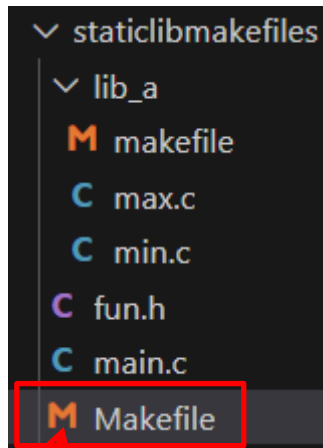 staticlibmakefiles
lib_a
M makefile
C max.c
C min.c
C fun.h
C main.c
M Makefile